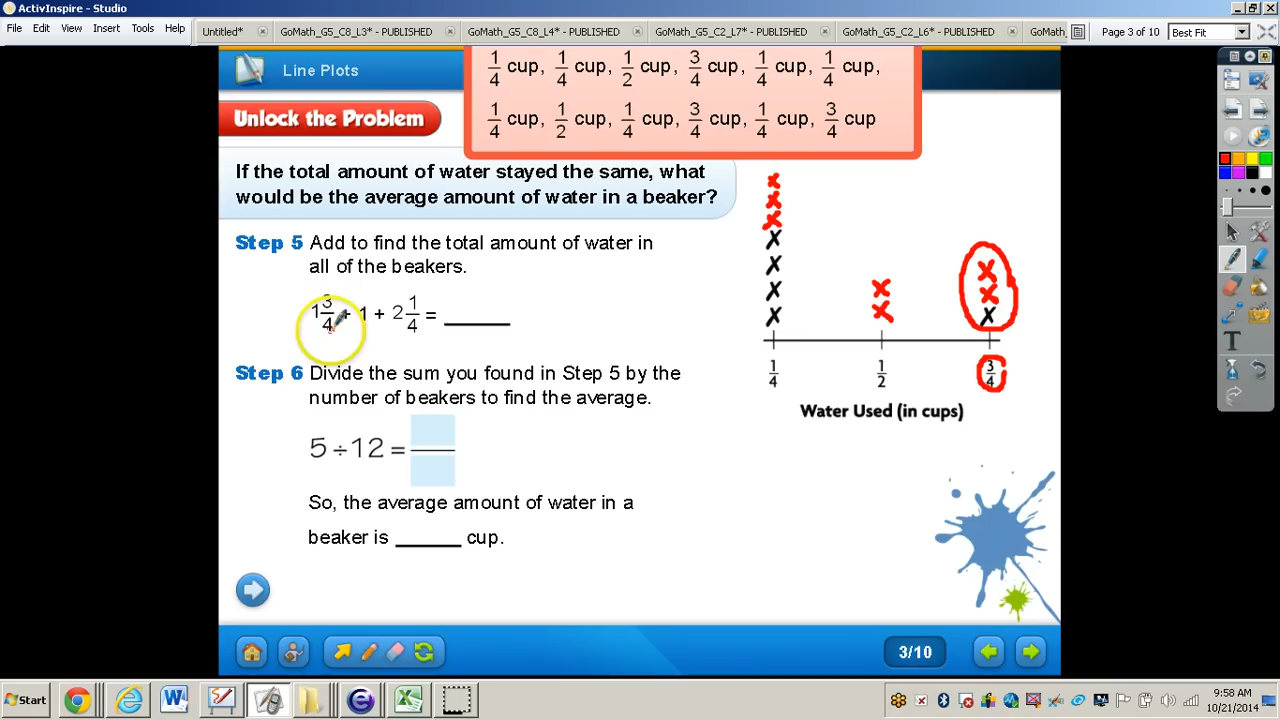 ActivInspire - Studio
File Edit View Insert Tools Help Untitled* GoMath_G5_C8_L3* - PUBLISHED GoMath_G5_C3_L4* * PUBLISHED GoMath_G5_C2_L7* - PUBLISHED GoMath_G5_C2_L6* - PUBLISHED GoMath_ Page 3 of 10 Best Fit
Line Plots
1/4 cup, 1/4 cup, 1/2 cup, 3/4 cup, 1/4 cup, 1/4 cup,
1/4 cup, 1/2 cup, 1/4 cup, 3/4 cup, 1/4 cup, 3/4 cup
Unlock the Problem
If the total amount of water stayed the same, what
would be the average amount of water in a beaker?
Step 5 Add to find the total amount of water in
all of the beakers.
1 3/4 + 1 + 2 1/4 = ______
Step 6 Divide the sum you found in Step 5 by the
number of beakers to find the average.
5 ÷ 12 =
So, the average amount of water in a
beaker is ______ cup.
1/4 1/2 3/4
Water Used (in cups)
3/10
Start
9:58 AM
10/21/2014